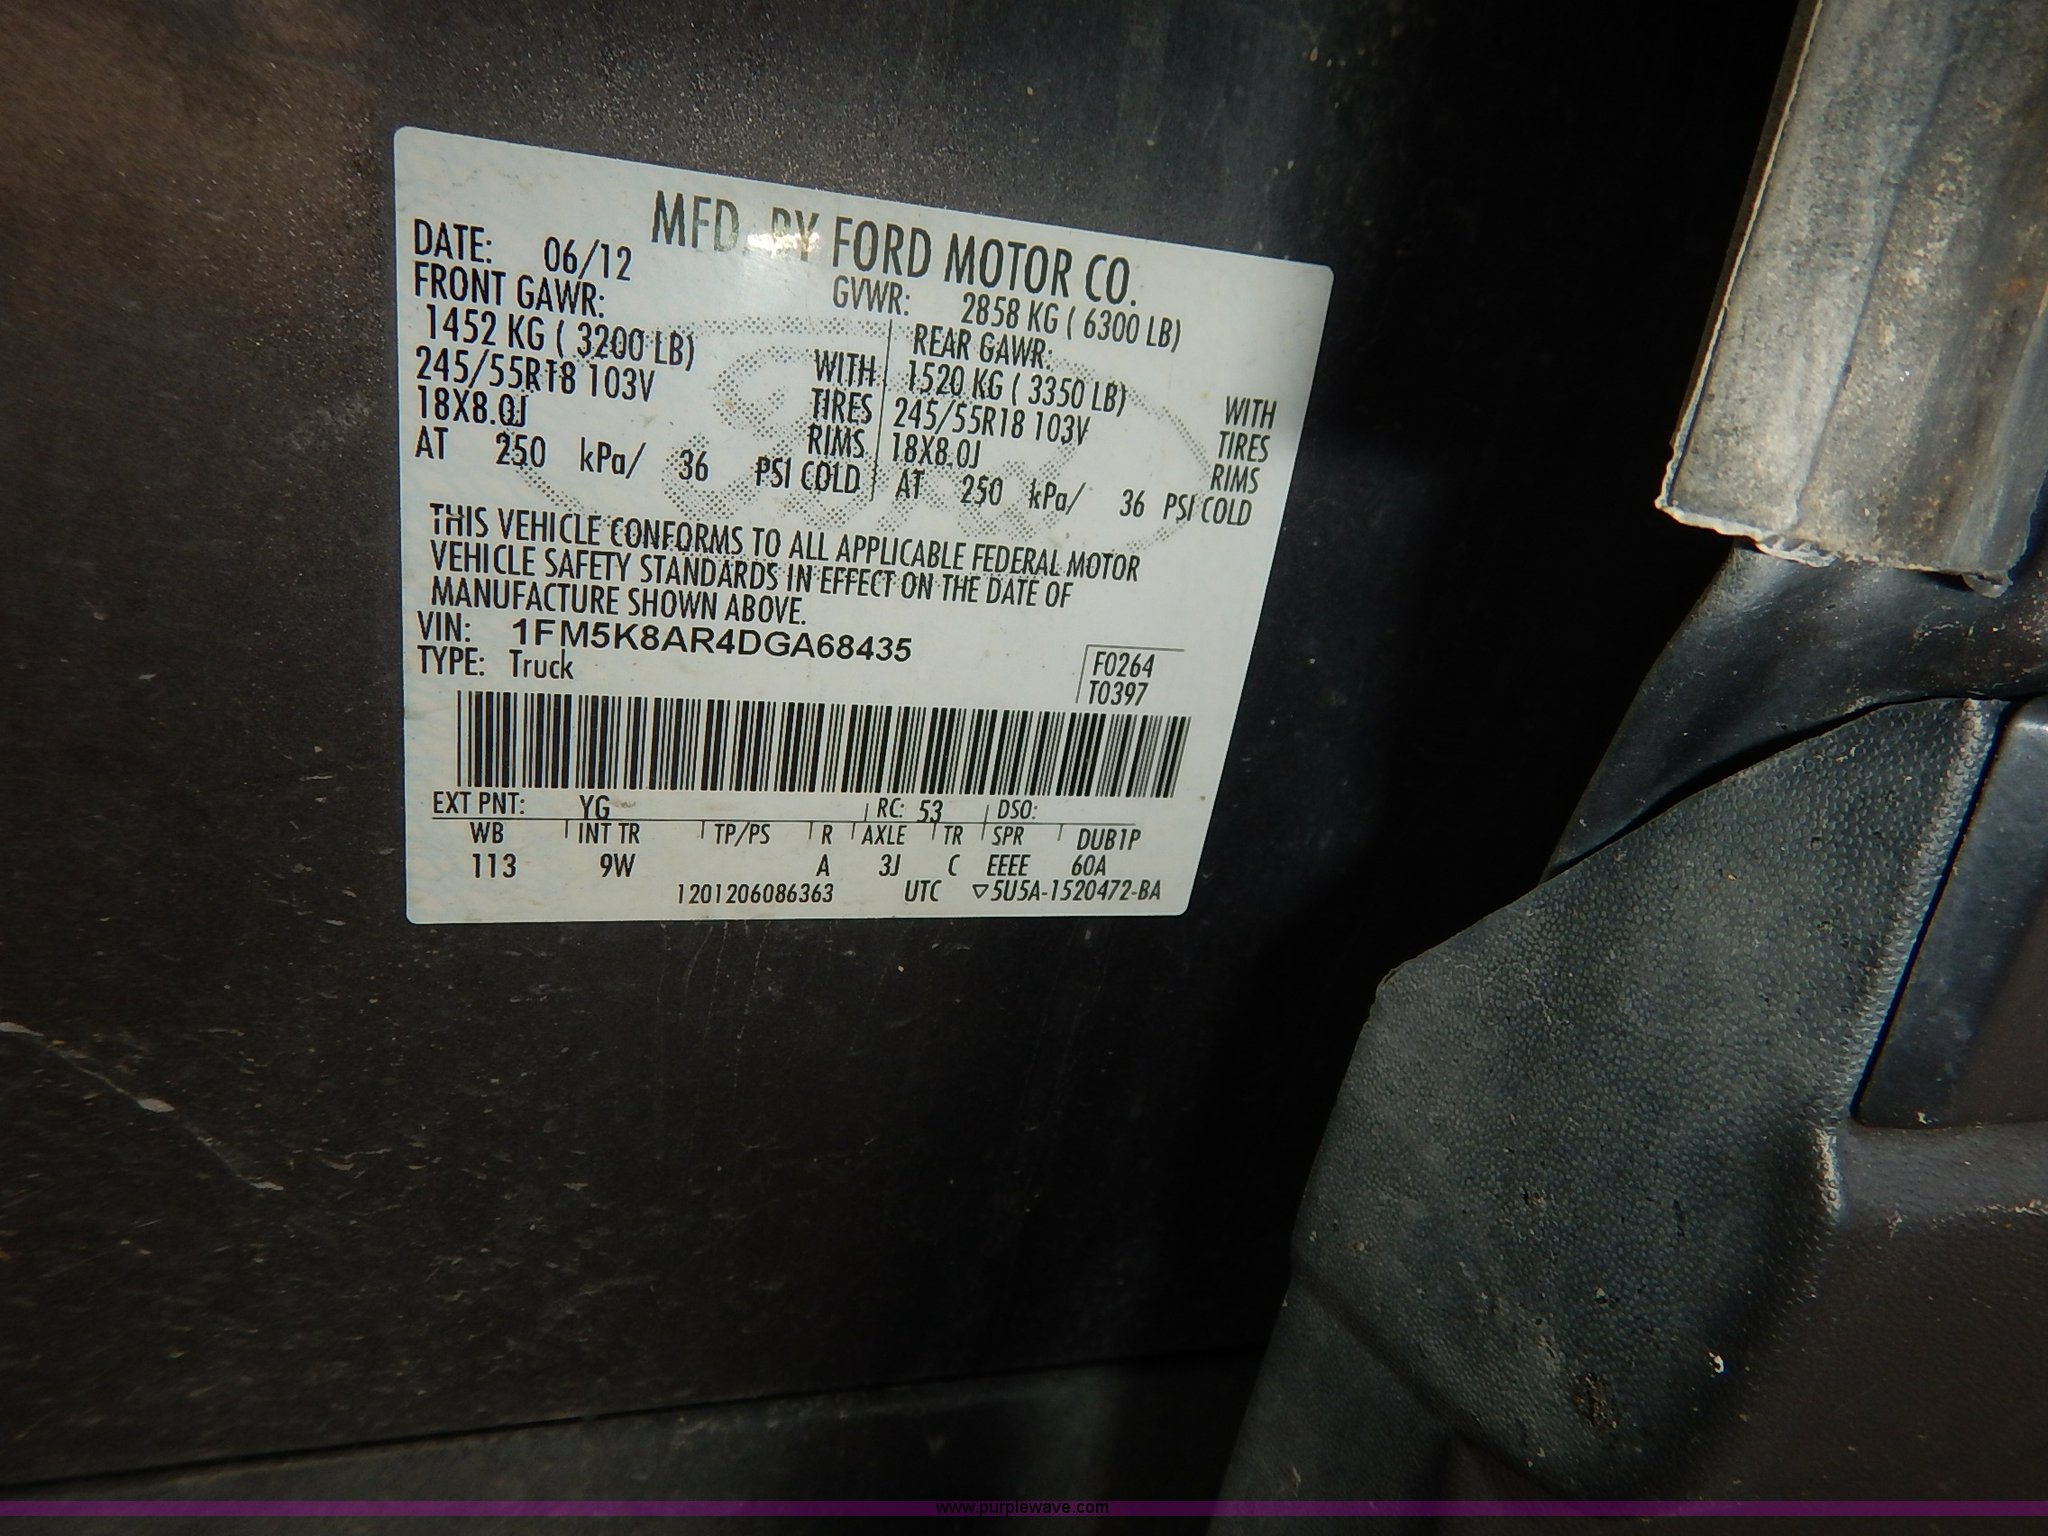 MFD. BY FORD MOTOR CO.
DATE: 06/12 GVWR: 2858 KG ( 6300 LB)
FRONT GAWR: REAR GAWR:
1452 KG ( 3200 LB) WITH 1520 KG ( 3350 LB) WITH
245/55R18 103V TIRES 245/55R18 103V TIRES
18X8.0J RIMS 18X8.0J RIMS
AT 250 kPa/ 36 PSI COLD AT 250 kPa/ 36 PSI COLD
THIS VEHICLE CONFORMS TO ALL APPLICABLE FEDERAL MOTOR
VEHICLE SAFETY STANDARDS IN EFFECT ON THE DATE OF
MANUFACTURE SHOWN ABOVE.
VIN: 1FM5K8AR4DGA68435
TYPE: Truck
F0264
T0397
EXT PNT: YG RC: 53 DSO:
WB INT TR TP/PS R AXLE TR SPR DUB1P
113 9W A 3J C EEEE 60A
1201206086363 UTC ▽5U5A-1520472-BA
www.purplewave.com